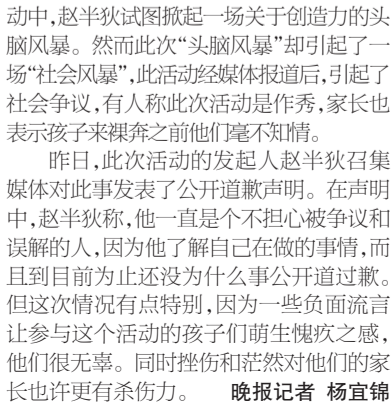 动中,赵半狄试图掀起一场关于创造力的头
脑风暴。然而此次“头脑风暴”却引起了一
场“社会风暴”,此活动经媒体报道后,引起了
社会争议,有人称此次活动是作秀,家长也
表示孩子来裸奔之前他们毫不知情。
昨日,此次活动的发起人赵半狄召集
媒体对此事发表了公开道歉声明。在声明
中,赵半狄称,他一直是个不担心被争议和
误解的人,因为他了解自己在做的事情,而
且到目前为止还没为什么事公开道过歉。
但这次情况有点特别,因为一些负面流言
让参与这个活动的孩子们萌生愧疚之感,
他们很无辜。同时挫伤和茫然对他们的家
长也许更有杀伤力。 晚报记者 杨宜锦